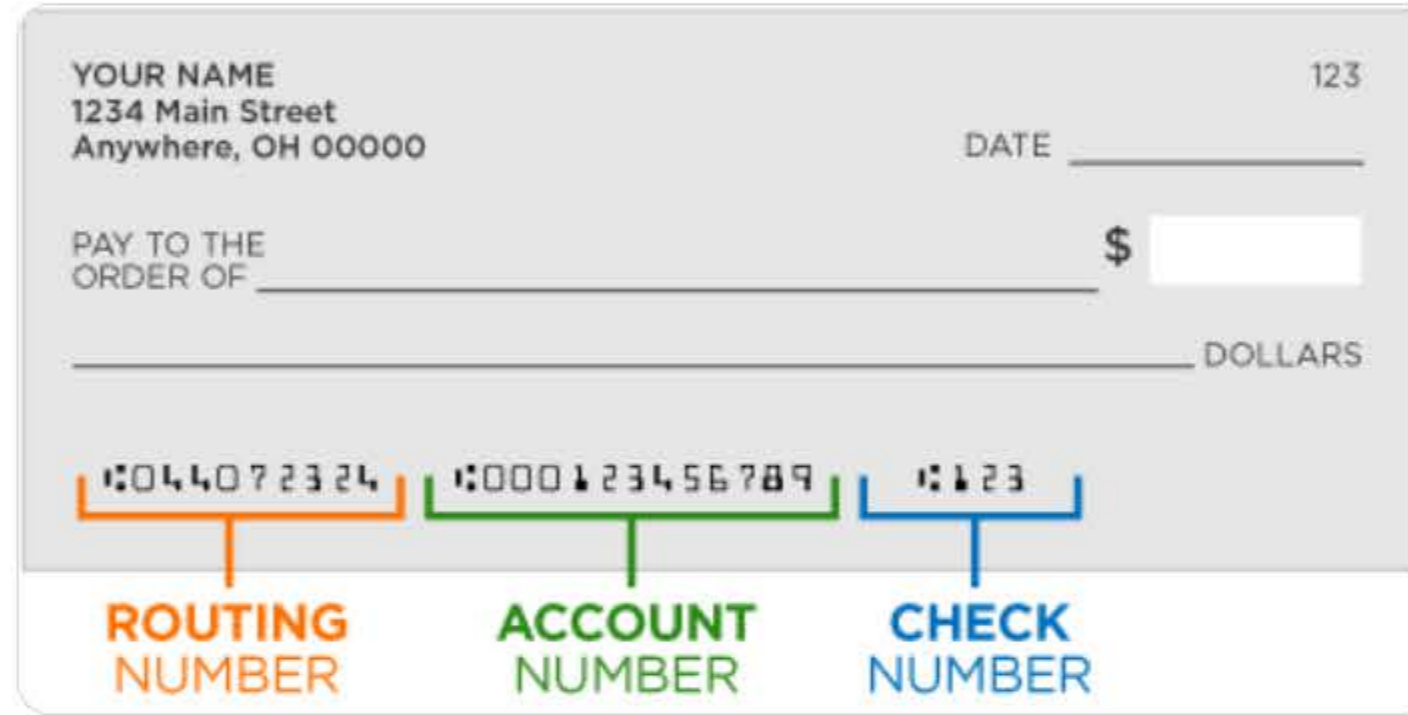 YOUR NAME
123
1234 Main Street
Anywhere, OH 00000
DATE
PAY TO THE
ORDER OF
$
DOLLARS
⑆044072324 ⑆000123456789 ⑆123
ROUTING
NUMBER
ACCOUNT
NUMBER
CHECK
NUMBER